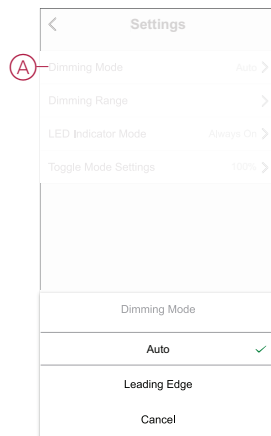 Settings
A
Dimming Mode Auto
Dimming Range
LED Indicator Mode Always On
Toggle Mode Settings 100%
Dimming Mode
Auto
Leading Edge
Cancel